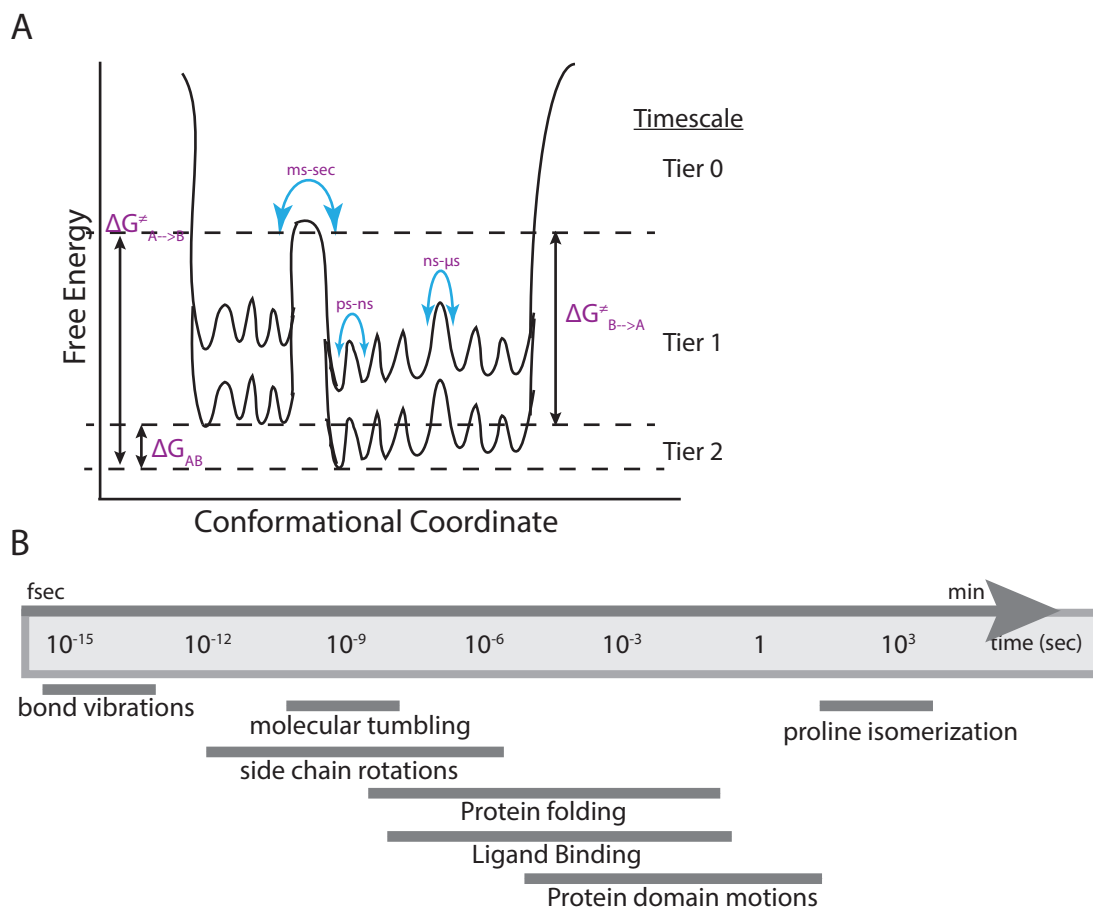 A
Timescale
Tier 0
ms-sec
ΔG≠A-->B
Free Energy
ns-µs
ps-ns
ΔG≠B-->A
Tier 1
ΔGAB
Tier 2
Conformational Coordinate
B
fsec min
10-15 10-12 10-9 10-6 10-3 1 103 time (sec)
bond vibrations
molecular tumbling
proline isomerization
side chain rotations
Protein folding
Ligand Binding
Protein domain motions